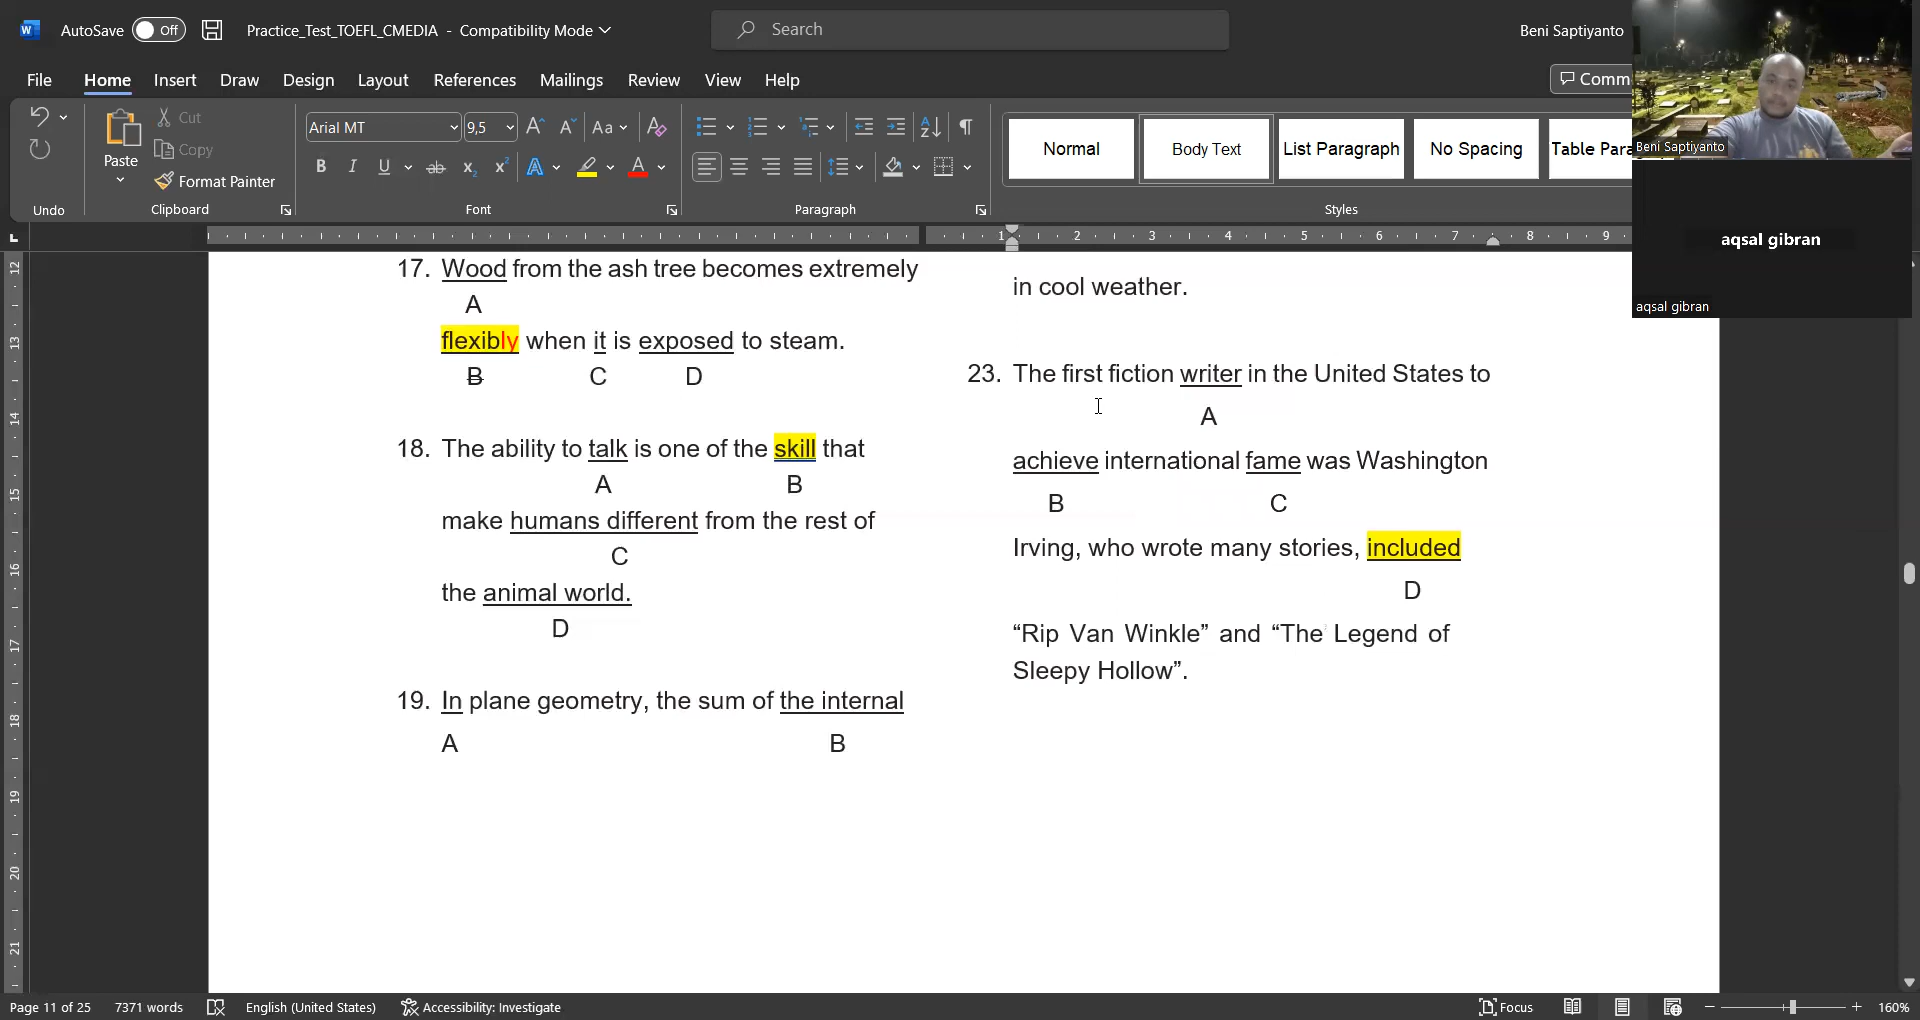 AutoSave Off Practice_Test_TOEFL_CMEDIA - Compatibility Mode Search Beni Saptiyanto
File Home Insert Draw Design Layout References Mailings Review View Help Comm
Undo
Paste
Cut
Copy
Format Painter
Clipboard
Arial MT 9,5
Font
Paragraph
Normal Body Text List Paragraph No Spacing Table Para
Styles
Beni Saptiyanto
aqsal gibran
aqsal gibran
17. Wood from the ash tree becomes extremely
A
flexibly when it is exposed to steam.
B C D
18. The ability to talk is one of the skill that
A B
make humans different from the rest of
C
the animal world.
D
19. In plane geometry, the sum of the internal
A B
in cool weather.
23. The first fiction writer in the United States to
A
achieve international fame was Washington
B C
Irving, who wrote many stories, included
D
“Rip Van Winkle” and “The Legend of
Sleepy Hollow”.
Page 11 of 25 7371 words English (United States) Accessibility: Investigate Focus 160%